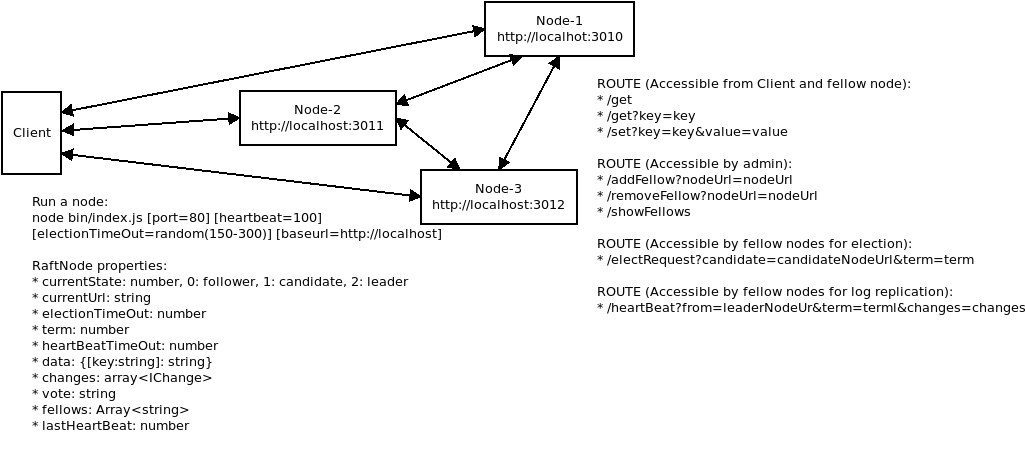 Node-1
http://localhot:3010
Client
Node-2
http://localhost:3011
Node-3
http://localhost:3012
Run a node:
node bin/index.js [port=80] [heartbeat=100]
[electionTimeOut=random(150-300)] [baseurl=http://localhost]
RaftNode properties:
* currentState: number, 0: follower, 1: candidate, 2: leader
* currentUrl: string
* electionTimeOut: number
* term: number
* heartBeatTimeOut: number
* data: {[key:string]: string}
* changes: array<IChange>
* vote: string
* fellows: Array<string>
* lastHeartBeat: number
ROUTE (Accessible from Client and fellow node):
* /get
* /get?key=key
* /set?key=key&value=value
ROUTE (Accessible by admin):
* /addFellow?nodeUrl=nodeUrl
* /removeFellow?nodeUrl=nodeUrl
* /showFellows
ROUTE (Accessible by fellow nodes for election):
* /electRequest?candidate=candidateNodeUrl&term=term
ROUTE (Accessible by fellow nodes for log replication):
* /heartBeat?from=leaderNodeUr&term=terml&changes=changes